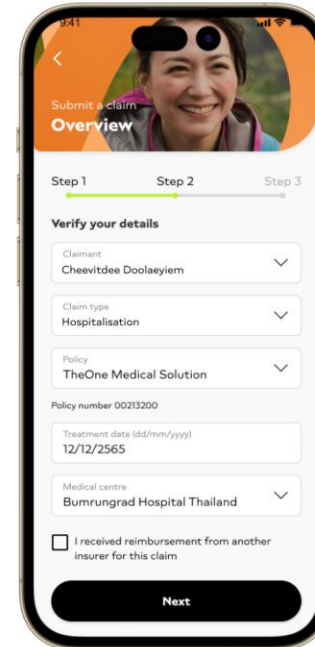 9:41
Submit a claim
Overview
Step 1 Step 2 Step 3
Verify your details
Claimant
Cheevitdee Doolaeyiem
Claim type
Hospitalisation
Policy
TheOne Medical Solution
Policy number 00213200
Treatment date (dd/mm/yyyy)
12/12/2565
Medical centre
Bumrungrad Hospital Thailand
I received reimbursement from another
insurer for this claim
Next